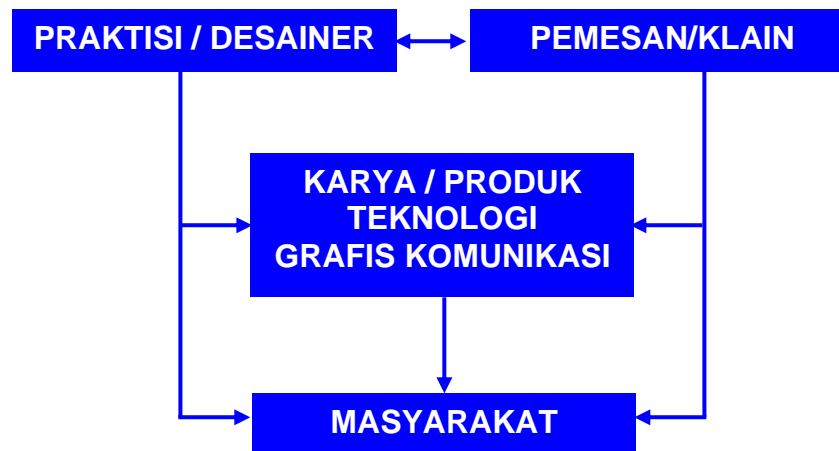 PRAKTISI / DESAINER
PEMESAN/KLAIN
KARYA / PRODUK
TEKNOLOGI
GRAFIS KOMUNIKASI
MASYARAKAT